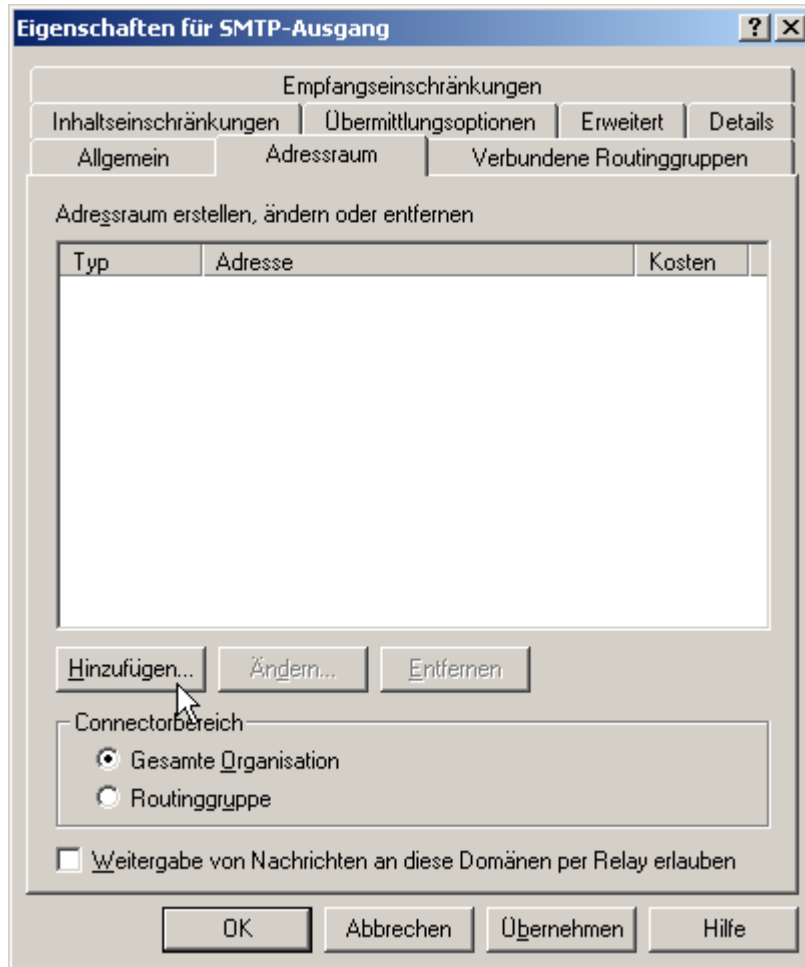 Eigenschaften für SMTP-Ausgang
Empfangseinschränkungen
Inhaltseinschränkungen Übermittlungsoptionen Erweitert Details
Allgemein Adressraum Verbundene Routinggruppen
Adressraum erstellen, ändern oder entfernen
Typ Adresse Kosten
Hinzufügen... Ändern... Entfernen
Connectorbereich
Gesamte Organisation
Routinggruppe
Weitergabe von Nachrichten an diese Domänen per Relay erlauben
OK Abbrechen Übernehmen Hilfe